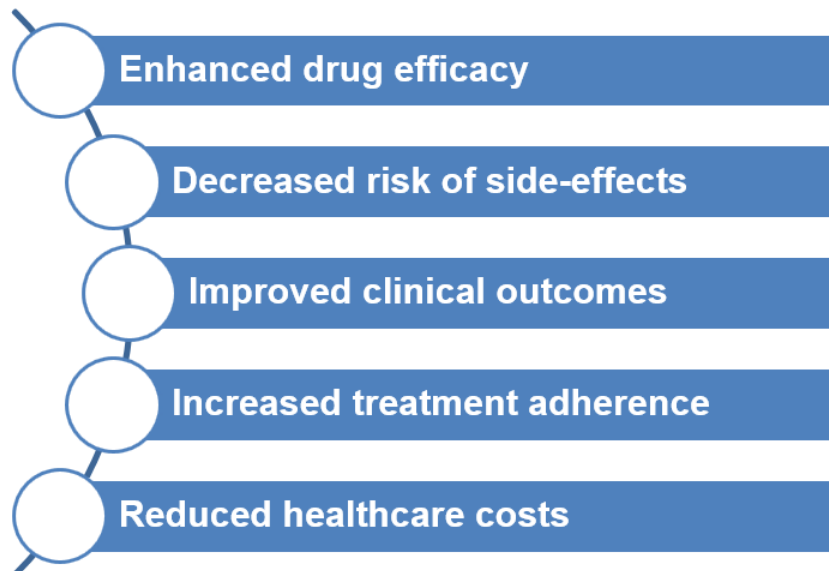 Enhanced drug efficacy
Decreased risk of side-effects
Improved clinical outcomes
Increased treatment adherence
Reduced healthcare costs